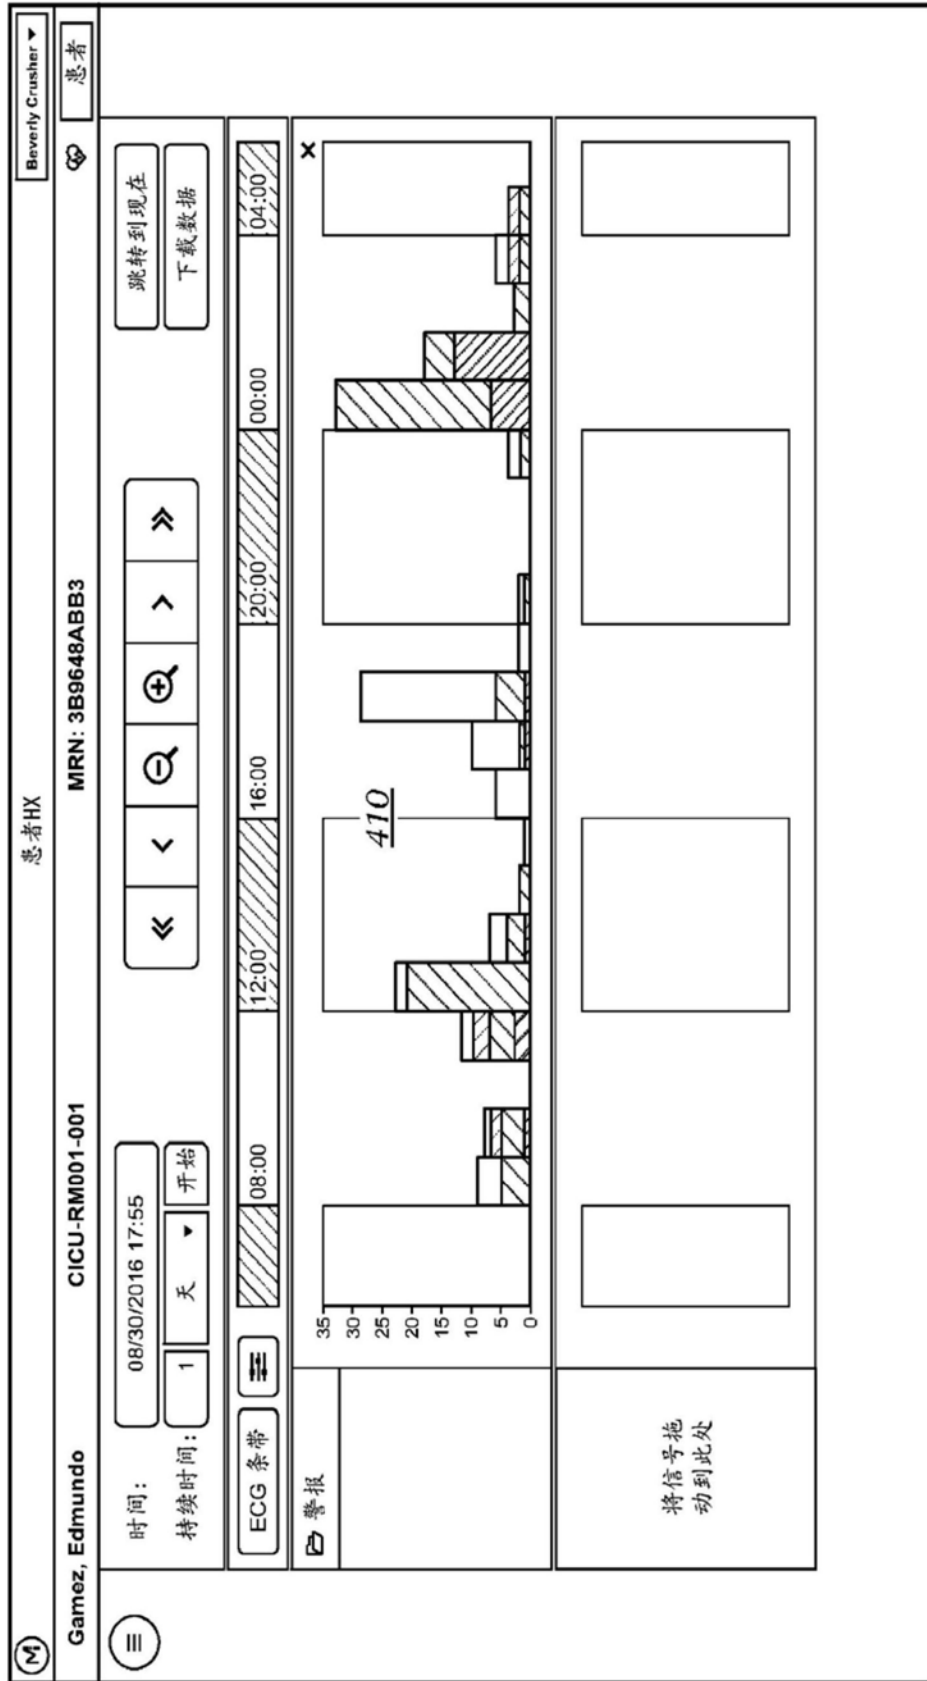 M 患者HX Beverly Crusher ▼
Gamez, Edmundo CICU-RM001-001 MRN: 3B9648ABB3 患者
时间: 08/30/2016 17:55 跳转到现在
持续时间: 1 天 ▼ 开始 下载数据
ECG 条带 08:00 12:00 16:00 20:00 00:00 04:00
警报
35
30
25
20
15
10
5
0
410
将信号拖
动到此处